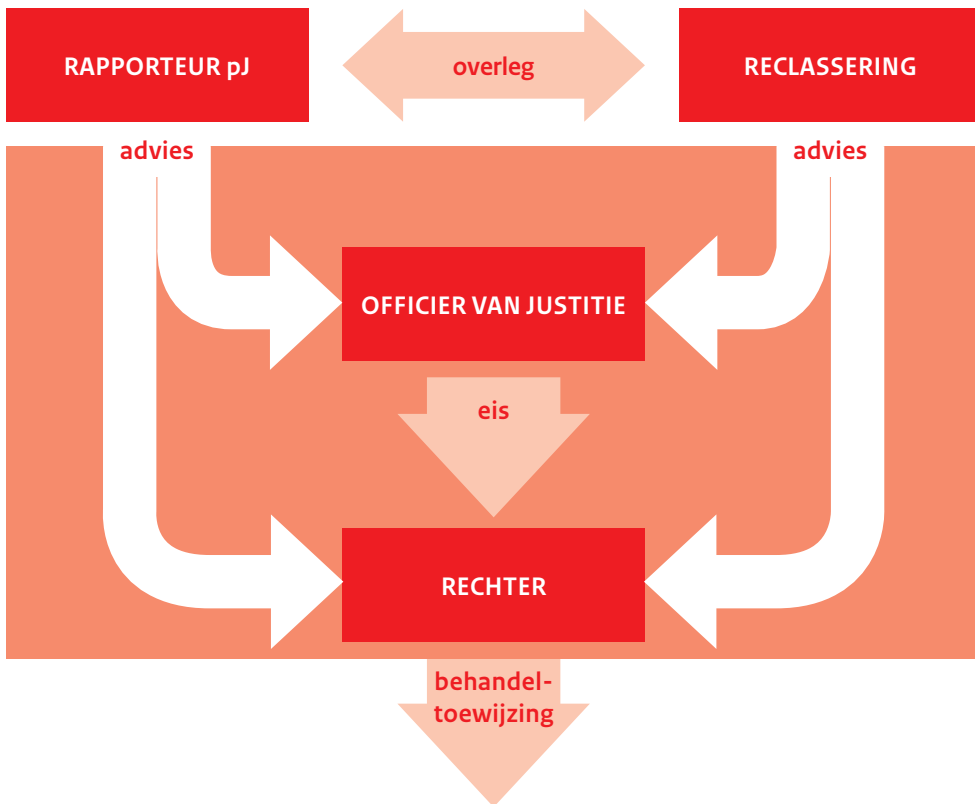 RAPPORTEUR pJ
overleg
RECLASSERING
advies
advies
OFFICIER VAN JUSTITIE
eis
RECHTER
behandel-
toewijzing